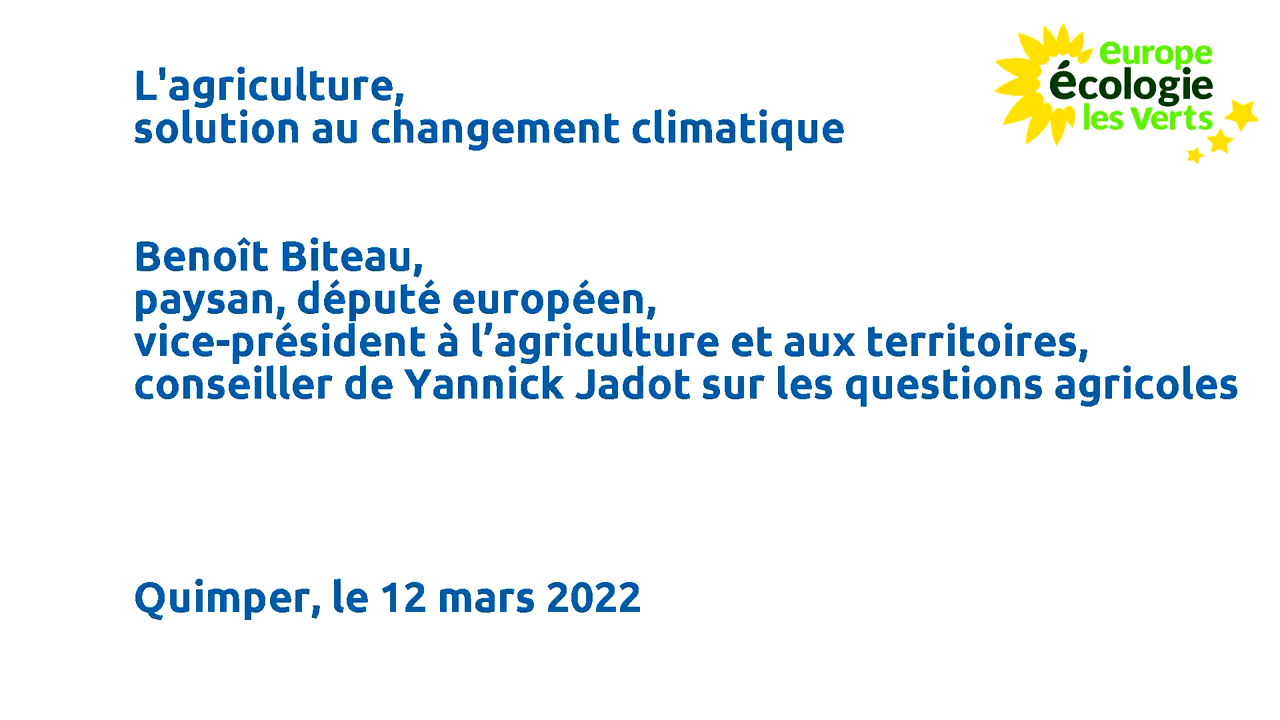 L'agriculture,
solution au changement climatique
europe
écologie
les verts
Benoît Biteau,
paysan, député européen,
vice-président à l’agriculture et aux territoires,
conseiller de Yannick Jadot sur les questions agricoles
Quimper, le 12 mars 2022